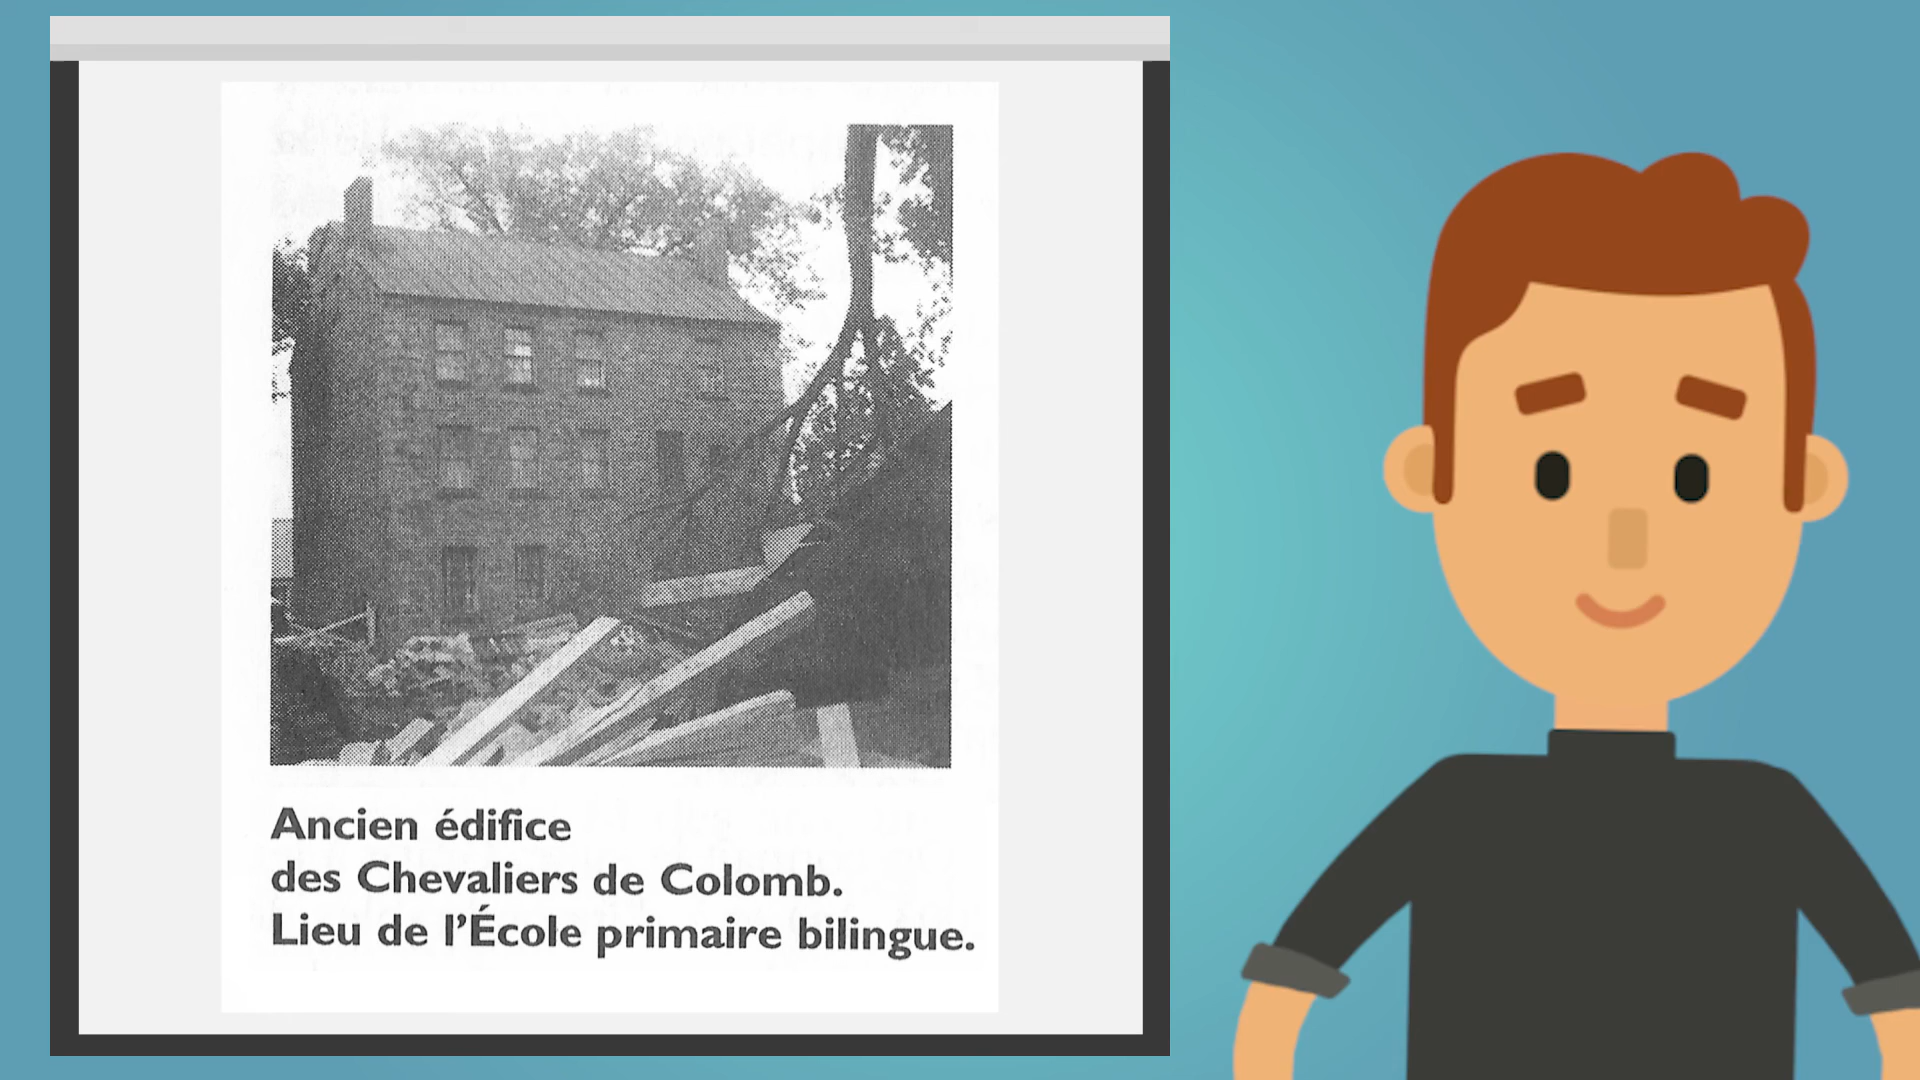 Ancien édifice
des Chevaliers de Colomb.
Lieu de l'École primaire bilingue.